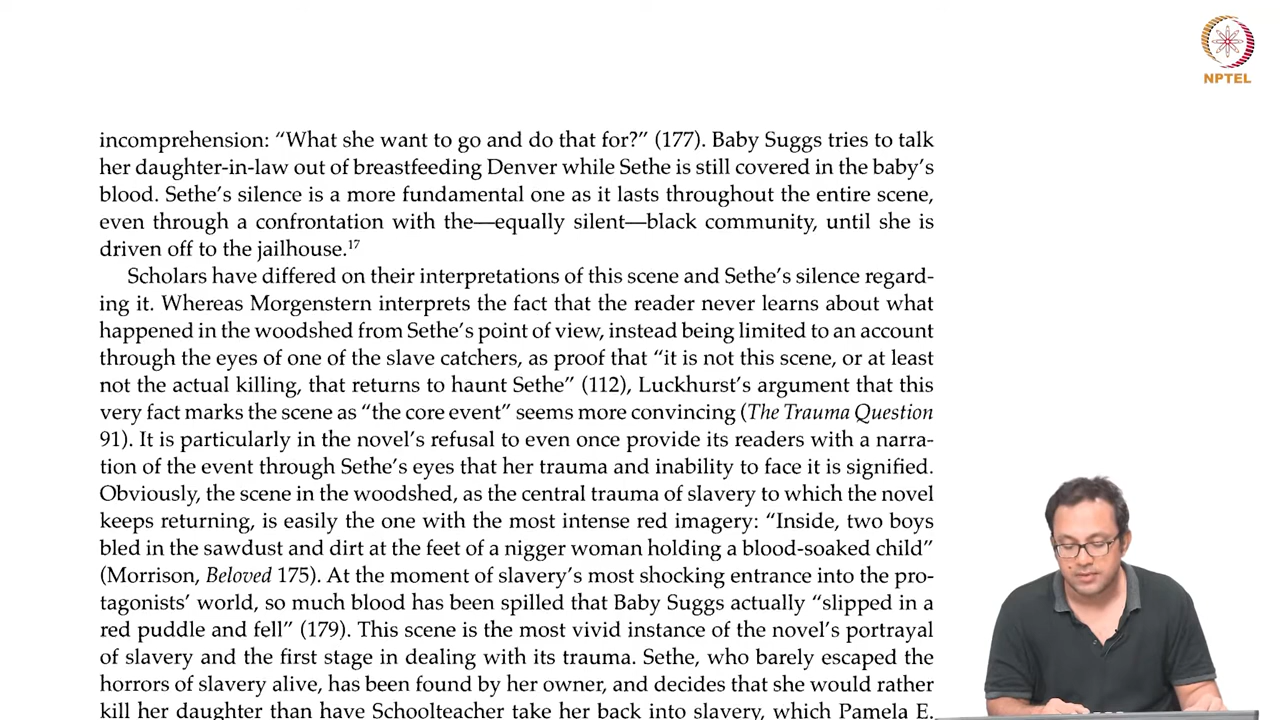 NPTEL
incomprehension: “What she want to go and do that for?” (177). Baby Suggs tries to talk
her daughter-in-law out of breastfeeding Denver while Sethe is still covered in the baby’s
blood. Sethe’s silence is a more fundamental one as it lasts throughout the entire scene,
even through a confrontation with the—equally silent—black community, until she is
driven off to the jailhouse.17
Scholars have differed on their interpretations of this scene and Sethe’s silence regard-
ing it. Whereas Morgenstern interprets the fact that the reader never learns about what
happened in the woodshed from Sethe’s point of view, instead being limited to an account
through the eyes of one of the slave catchers, as proof that “it is not this scene, or at least
not the actual killing, that returns to haunt Sethe” (112), Luckhurst’s argument that this
very fact marks the scene as “the core event” seems more convincing (The Trauma Question
91). It is particularly in the novel’s refusal to even once provide its readers with a narra-
tion of the event through Sethe’s eyes that her trauma and inability to face it is signified.
Obviously, the scene in the woodshed, as the central trauma of slavery to which the novel
keeps returning, is easily the one with the most intense red imagery: “Inside, two boys
bled in the sawdust and dirt at the feet of a nigger woman holding a blood-soaked child”
(Morrison, Beloved 175). At the moment of slavery’s most shocking entrance into the pro-
tagonists’ world, so much blood has been spilled that Baby Suggs actually “slipped in a
red puddle and fell” (179). This scene is the most vivid instance of the novel’s portrayal
of slavery and the first stage in dealing with its trauma. Sethe, who barely escaped the
horrors of slavery alive, has been found by her owner, and decides that she would rather
kill her daughter than have Schoolteacher take her back into slavery, which Pamela E.